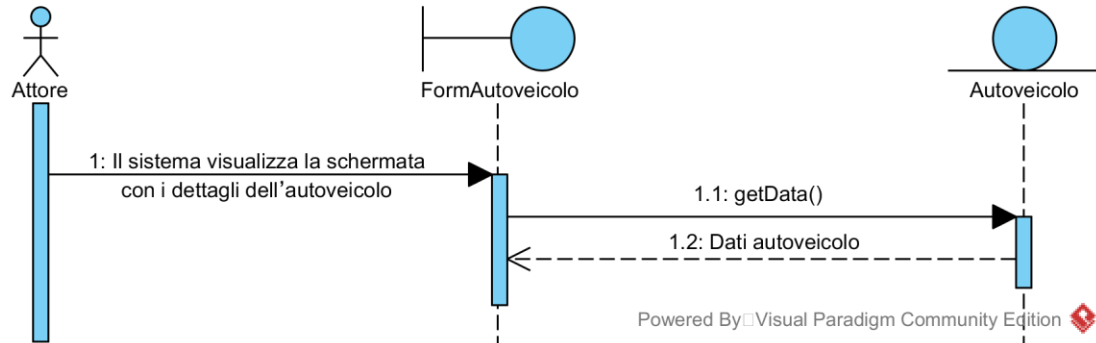 Attore
FormAutoveicolo
Autoveicolo
1: Il sistema visualizza la schermata
con i dettagli dell’autoveicolo
1.1: getData()
1.2: Dati autoveicolo
Powered By□Visual Paradigm Community Edition